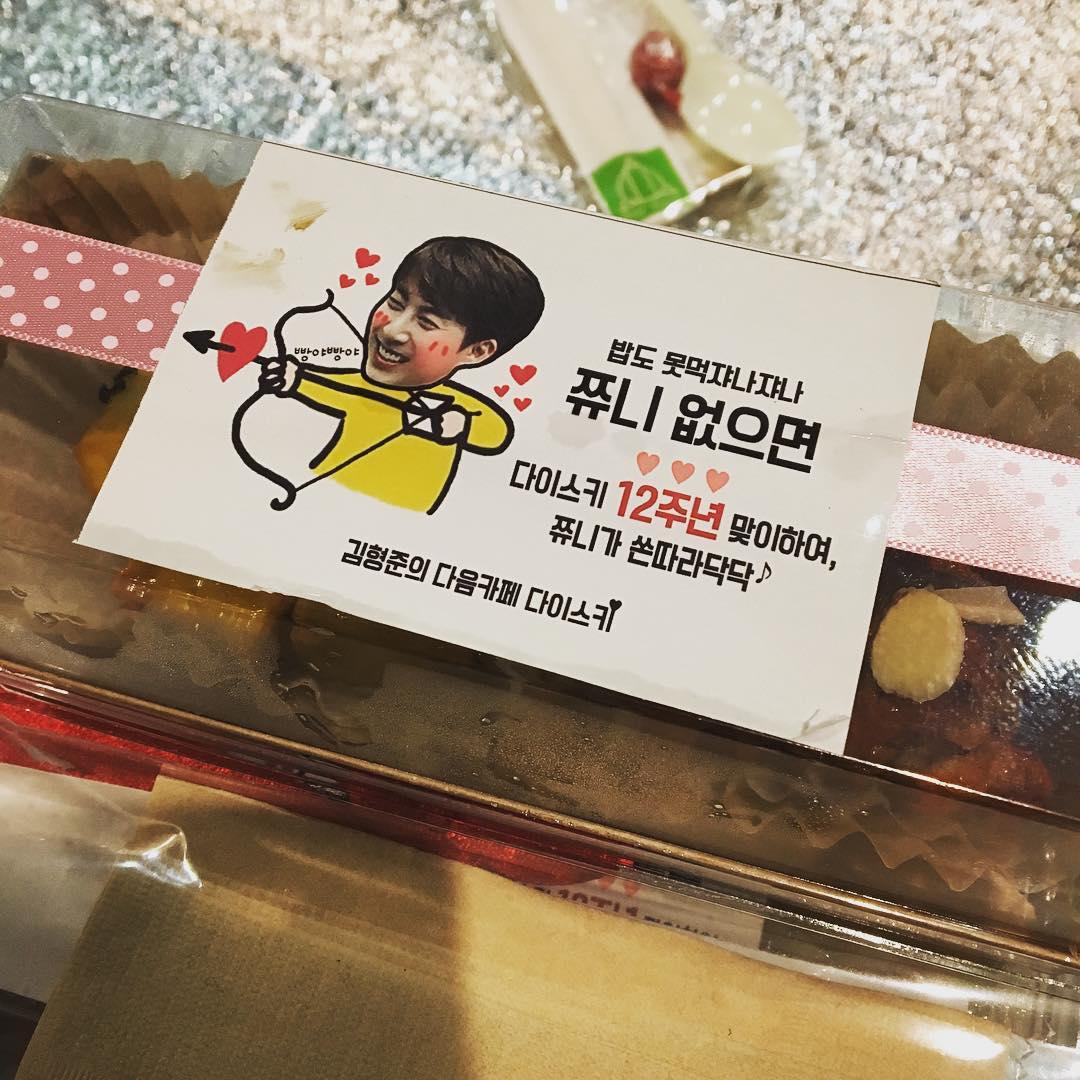 빵야빵야
밥도 못먹쟈나쟈나
쮸니 없으면
다이스키 12주년 맞이하여,
쮸니가 쏜따라닥닥♪
김형준의 다음카페 다이스키